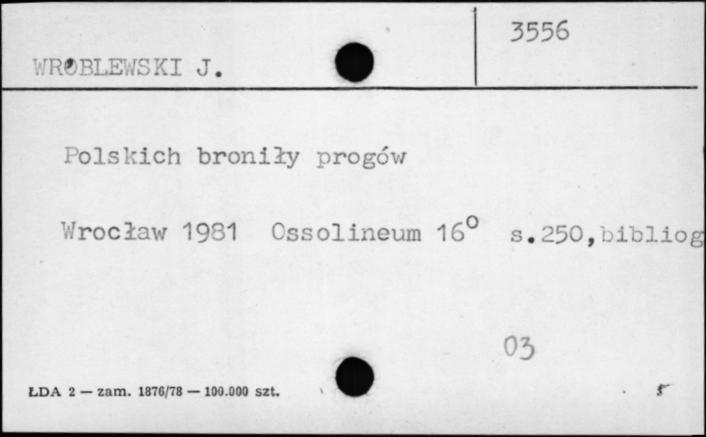 3556
WRÓBLEWSKI J.
Polskich broniły progów
Wrocław 1981 Ossolineum 16° s.250,bibliog
03
ŁDA 2 — zam. 1876/78 — 100.000 szt.